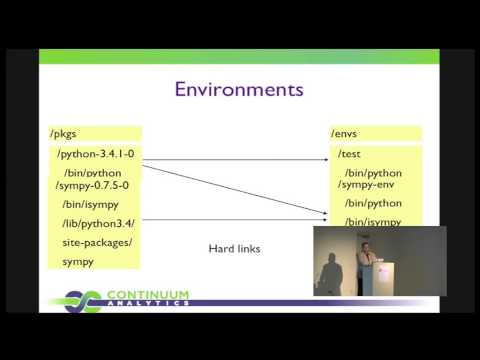 Environments
/pkgs
/python-3.4.1-0
/bin/python
/sympy-0.7.5-0
/bin/isympy
/lib/python3.4/
site-packages/
sympy
/envs
/test
/bin/python
/sympy-env
/bin/python
/bin/isympy
Hard links
CONTINUUM
ANALYTICS